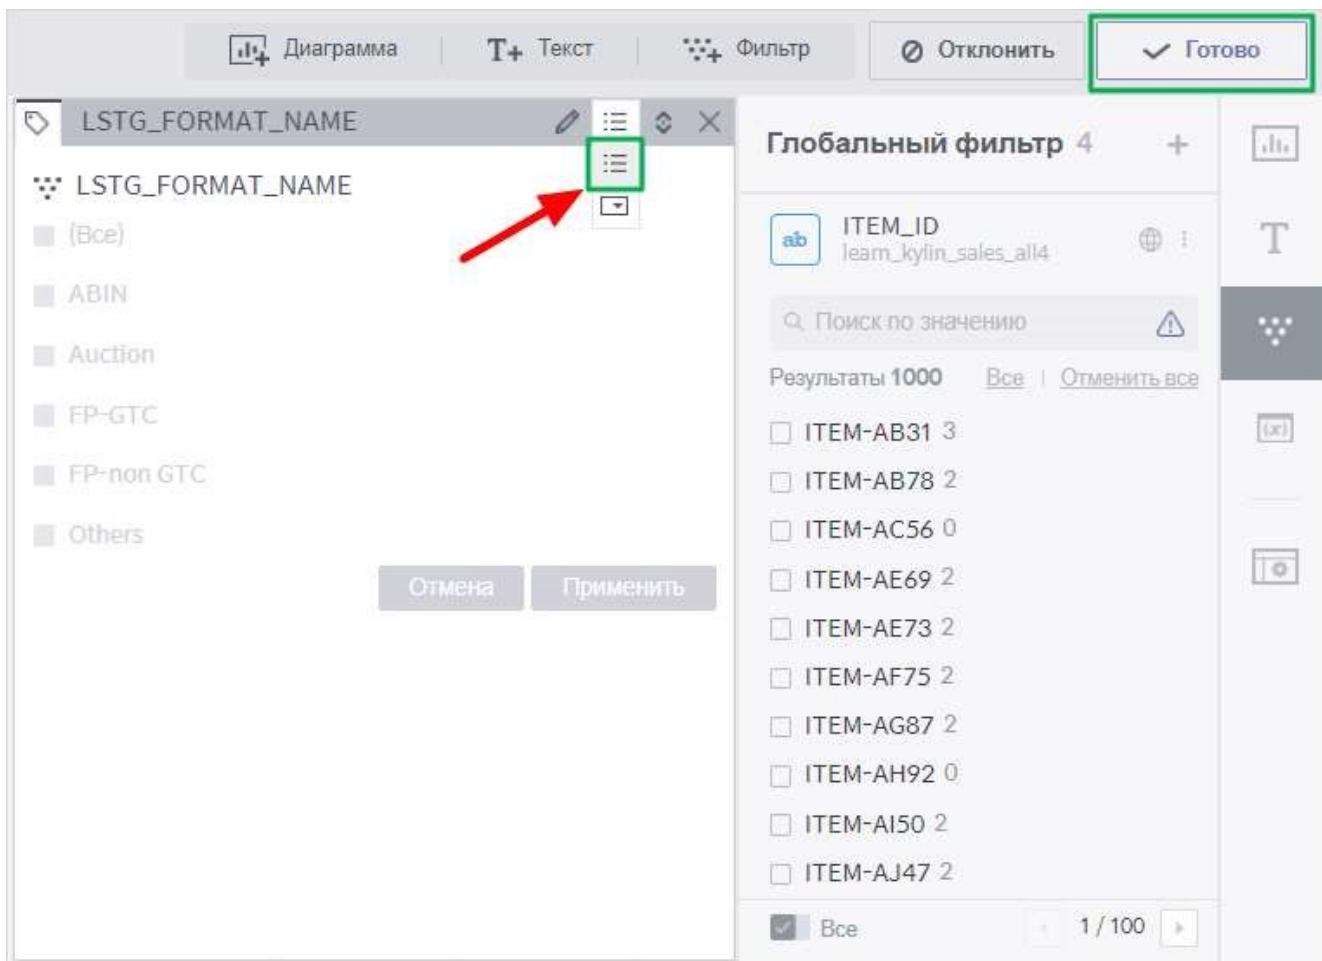 Диаграмма T+ Текст Фильтр Отклонить Готово
LSTG_FORMAT_NAME
LSTG_FORMAT_NAME
(Все)
ABIN
Auction
FP-GTC
FP-non GTC
Others
Отмена Применить
Глобальный фильтр 4 +
ab ITEM_ID
learn_kylin_sales_all4
Поиск по значению
Результаты 1000 Все | Отменить все
ITEM-AB31 3
ITEM-AB78 2
ITEM-AC56 0
ITEM-AE69 2
ITEM-AE73 2
ITEM-AF75 2
ITEM-AG87 2
ITEM-AH92 0
ITEM-AI50 2
ITEM-AJ47 2
Все 1 / 100
T
(x)